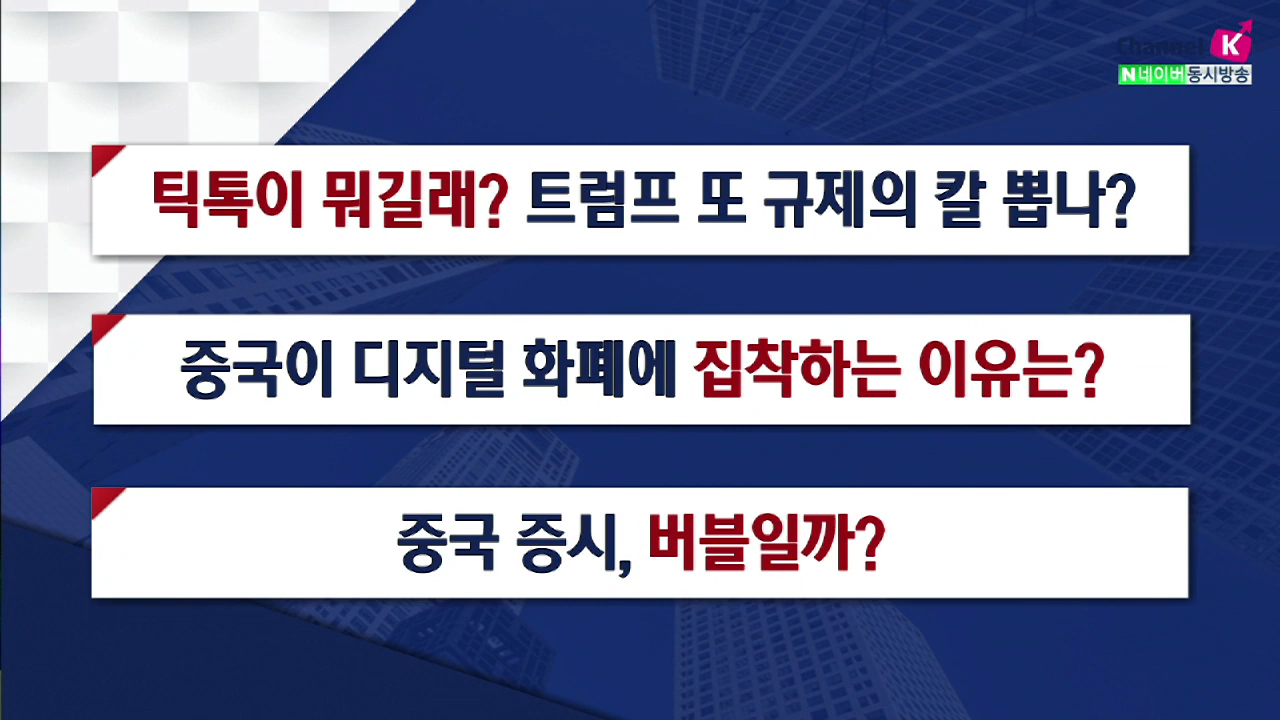 Channel K
N 네이버 동시방송
틱톡이 뭐길래? 트럼프 또 규제의 칼 뽑나?
중국이 디지털 화폐에 집착하는 이유는?
중국 증시, 버블일까?